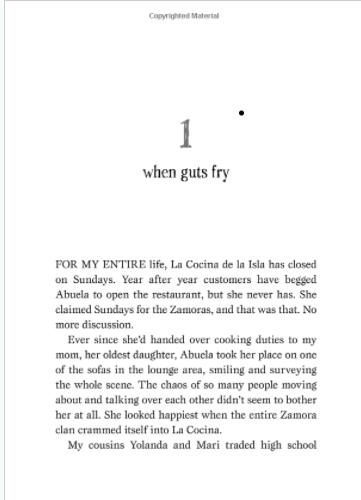 Copyrighted Material
1
when guts fry
FOR MY ENTIRE life, La Cocina de la Isla has closed
on Sundays. Year after year customers have begged
Abuela to open the restaurant, but she never has. She
claimed Sundays for the Zamoras, and that was that. No
more discussion.
Ever since she’d handed over cooking duties to my
mom, her oldest daughter, Abuela took her place on one
of the sofas in the lounge area, smiling and surveying
the whole scene. The chaos of so many people moving
about and talking over each other didn’t seem to bother
her at all. She looked happiest when the entire Zamora
clan crammed itself into La Cocina.
My cousins Yolanda and Mari traded high school